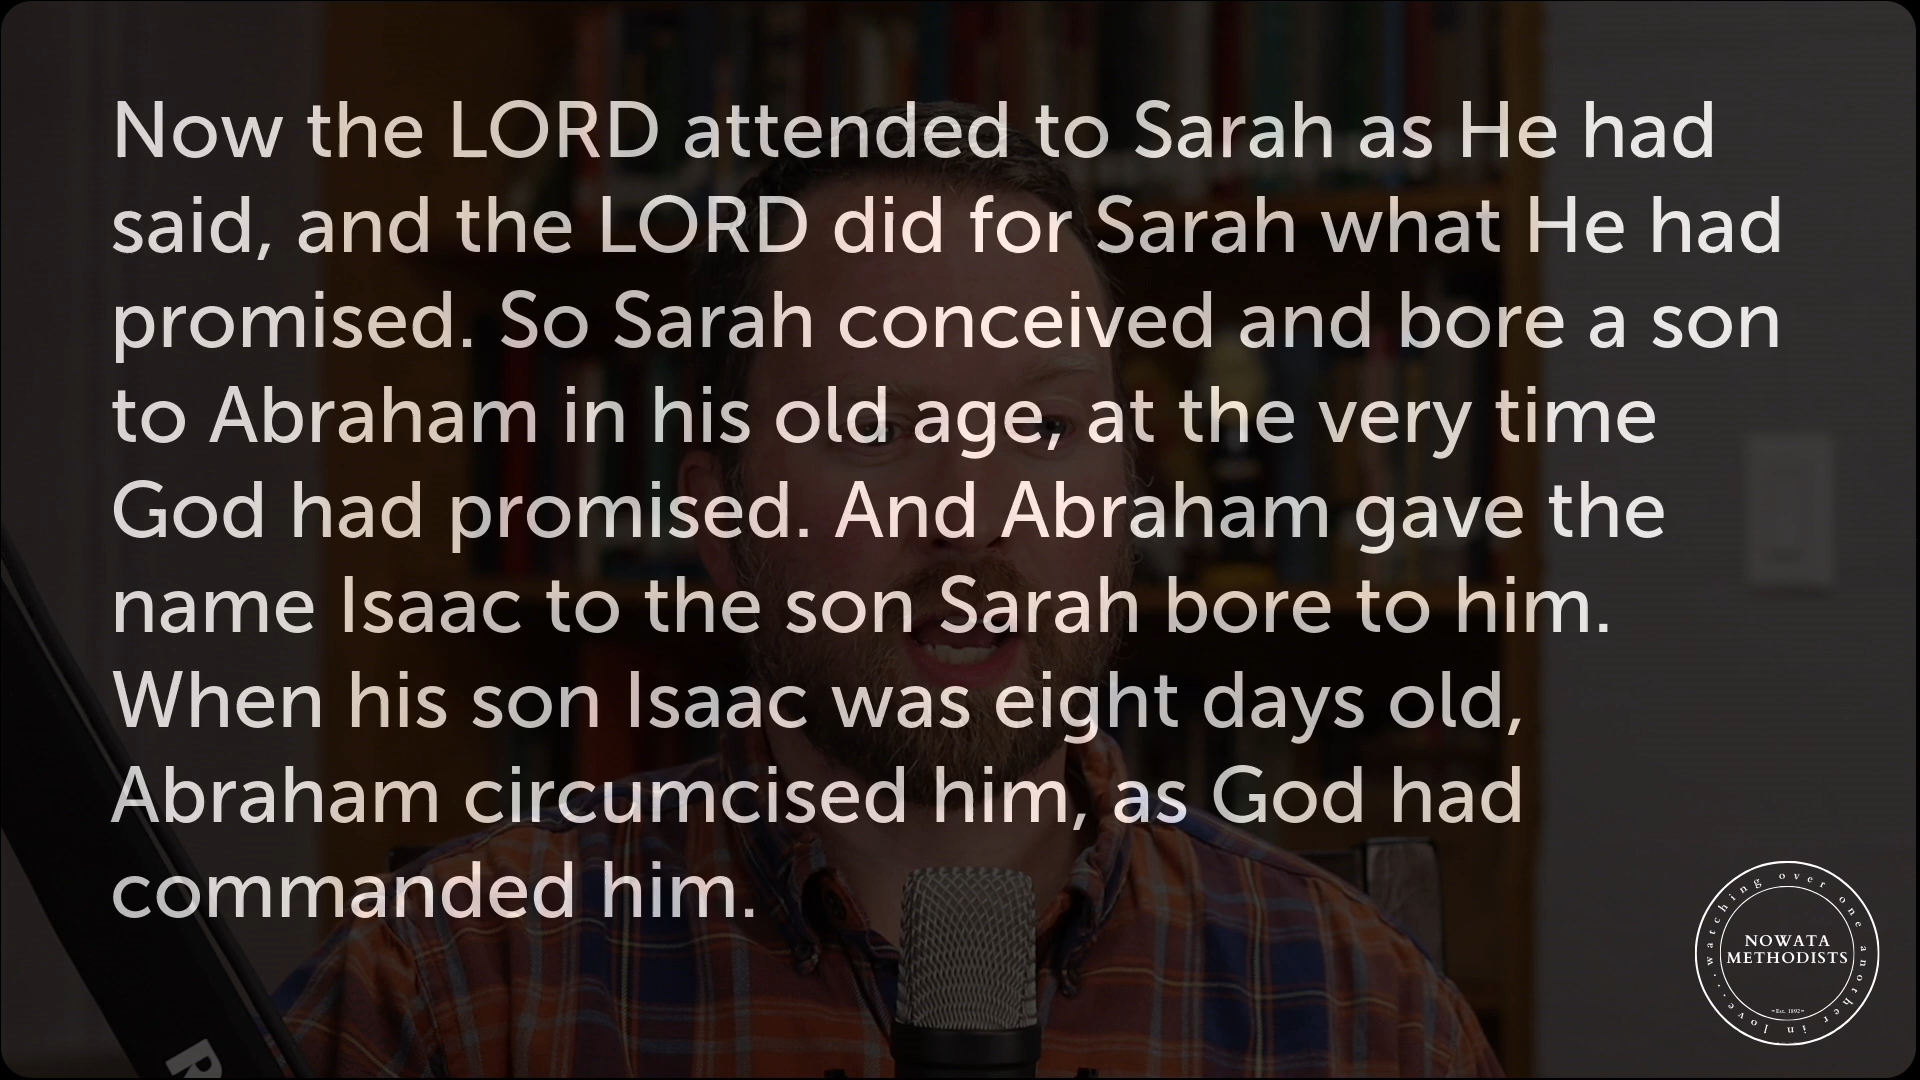 Now the LORD attended to Sarah as He had
said, and the LORD did for Sarah what He had
promised. So Sarah conceived and bore a son
to Abraham in his old age, at the very time
God had promised. And Abraham gave the
name Isaac to the son Sarah bore to him.
When his son Isaac was eight days old,
Abraham circumcised him, as God had
commanded him.
watching over one another in love...
NOWATA
METHODISTS
~Est. 1892~
R